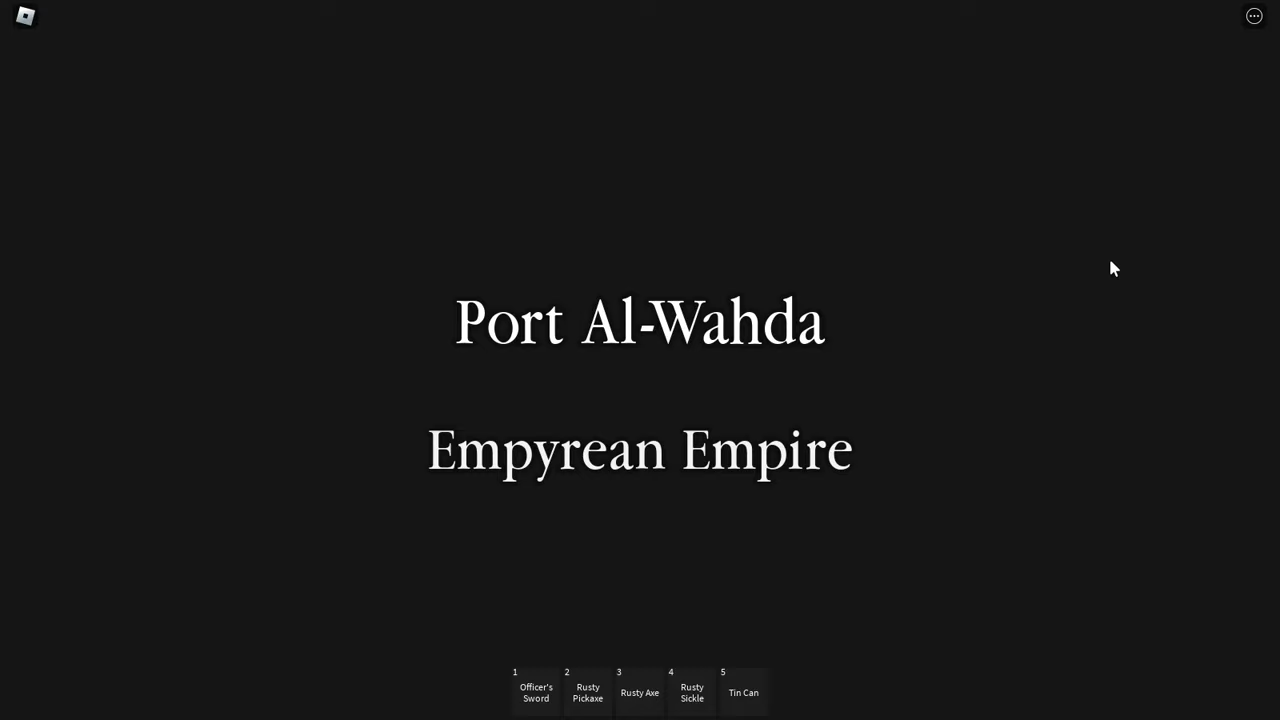 Port Al-Wahda
Empyrean Empire
1 2 3 4 5
Officer's Sword
Rusty Pickaxe
Rusty Axe
Rusty Sickle
Tin Can